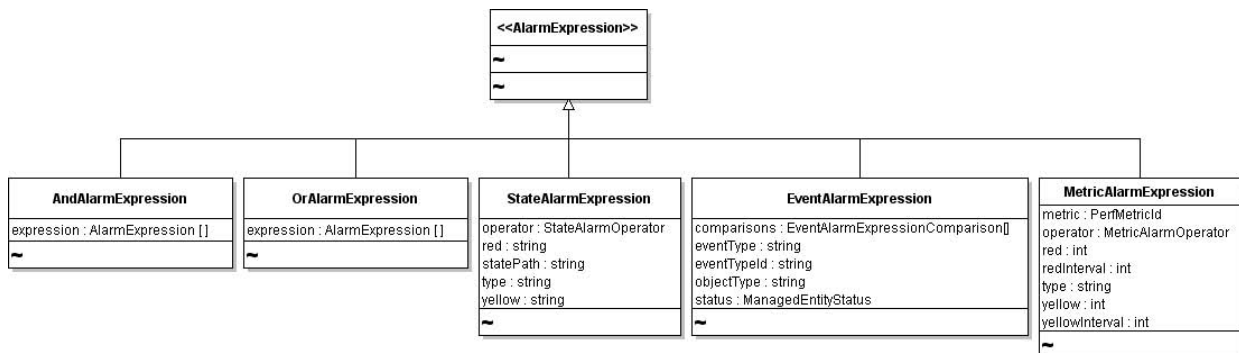 <<AlarmExpression>>
~
~
AndAlarmExpression
expression : AlarmExpression [ ]
~
OrAlarmExpression
expression : AlarmExpression [ ]
~
StateAlarmExpression
operator : StateAlarmOperator
red : string
statePath : string
type : string
yellow : string
~
EventAlarmExpression
comparisons : EventAlarmExpressionComparison[]
eventType : string
eventTypeId : string
objectType : string
status : ManagedEntityStatus
~
MetricAlarmExpression
metric : PerfMetricId
operator : MetricAlarmOperator
red : int
redInterval : int
type : string
yellow : int
yellowInterval : int
~